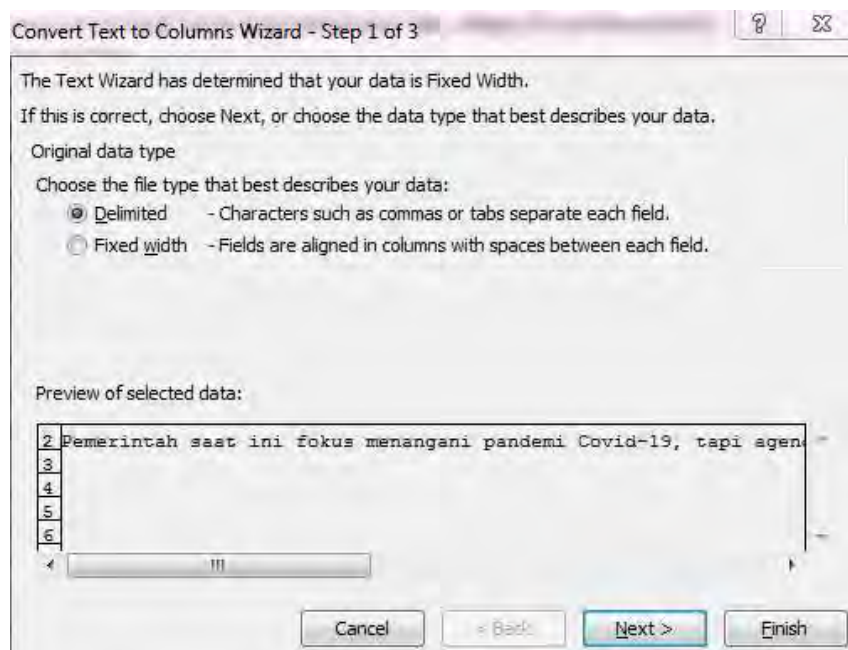 Convert Text to Columns Wizard - Step 1 of 3
The Text Wizard has determined that your data is Fixed Width.
If this is correct, choose Next, or choose the data type that best describes your data.
Original data type
Choose the file type that best describes your data:
Delimited - Characters such as commas or tabs separate each field.
Fixed width - Fields are aligned in columns with spaces between each field.
Preview of selected data:
2 Pemerintah saat ini fokus menangani pandemi Covid-19, tapi agen
3
4
5
6
Cancel < Back Next > Finish